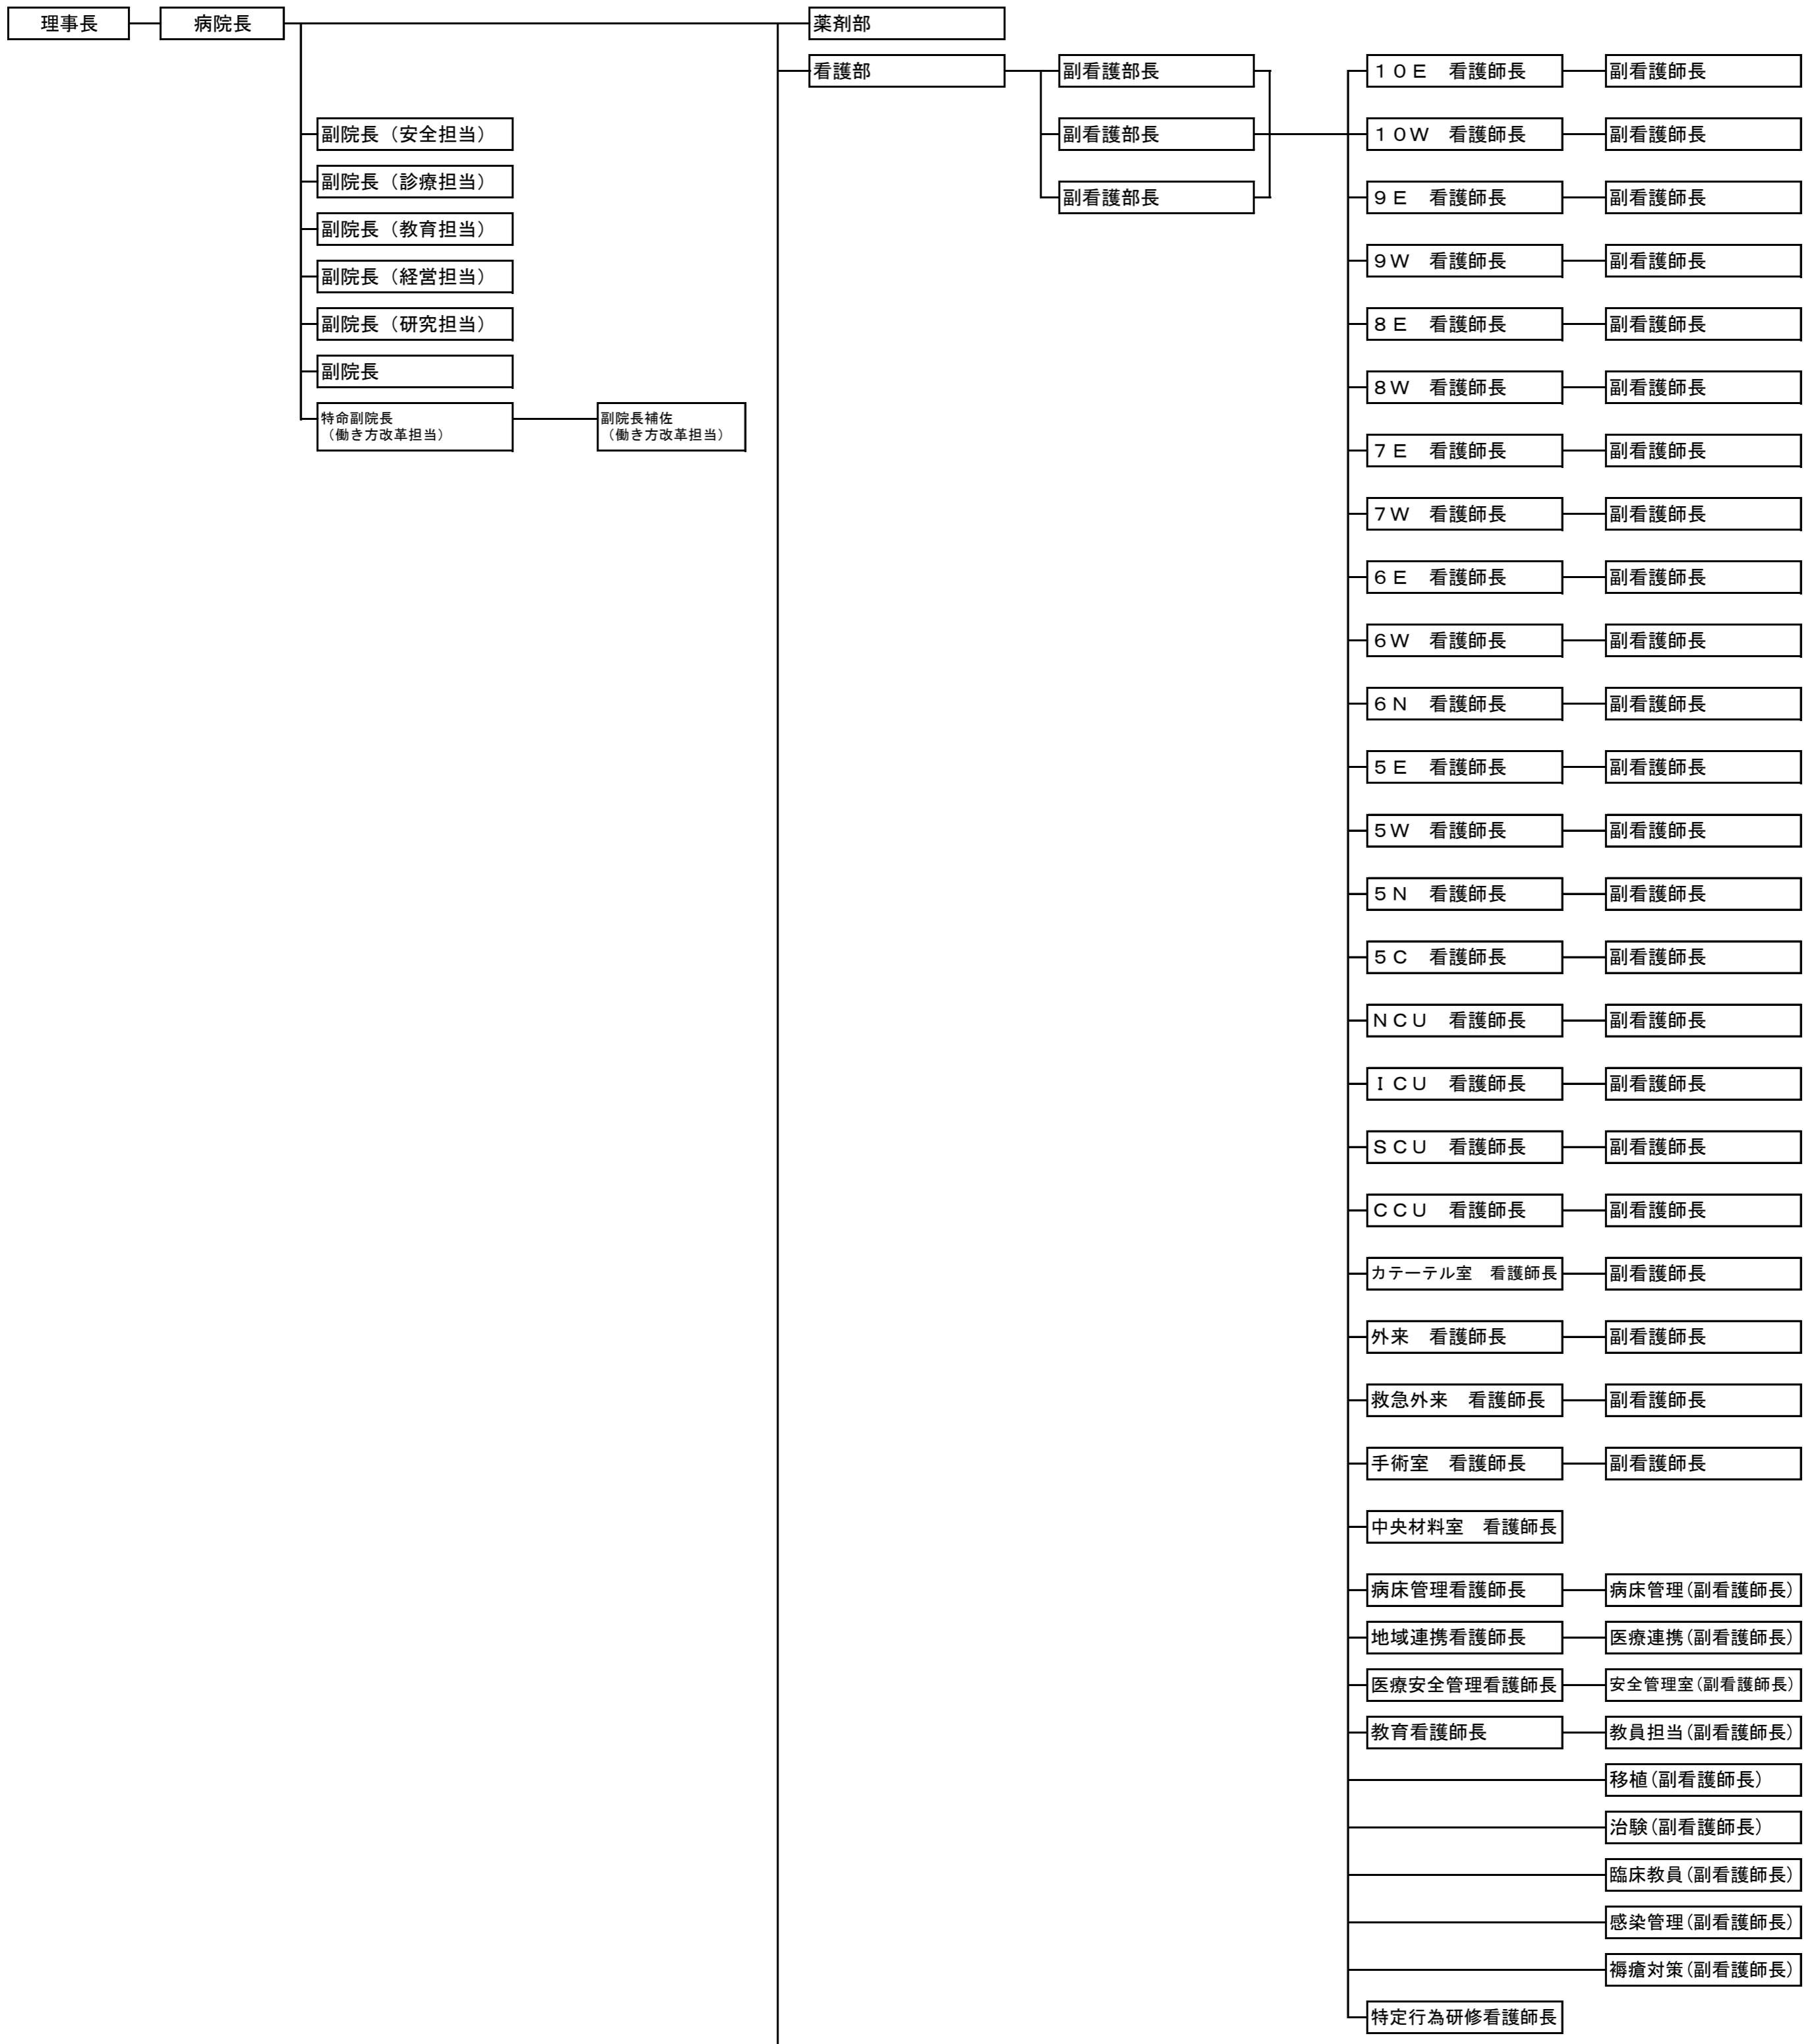 理事長
病院長
薬剤部
看護部
副看護部長
副看護部長
副看護部長
副院長（安全担当）
副院長（診療担当）
副院長（教育担当）
副院長（経営担当）
副院長（研究担当）
副院長
特命副院長
（働き方改革担当）
副院長補佐
（働き方改革担当）
１０Ｅ　看護師長
副看護師長
１０Ｗ　看護師長
副看護師長
９Ｅ　看護師長
副看護師長
９Ｗ　看護師長
副看護師長
８Ｅ　看護師長
副看護師長
８Ｗ　看護師長
副看護師長
７Ｅ　看護師長
副看護師長
７Ｗ　看護師長
副看護師長
６Ｅ　看護師長
副看護師長
６Ｗ　看護師長
副看護師長
６Ｎ　看護師長
副看護師長
５Ｅ　看護師長
副看護師長
５Ｗ　看護師長
副看護師長
５Ｎ　看護師長
副看護師長
５Ｃ　看護師長
副看護師長
ＮＣＵ　看護師長
副看護師長
ＩＣＵ　看護師長
副看護師長
ＳＣＵ　看護師長
副看護師長
ＣＣＵ　看護師長
副看護師長
カテーテル室　看護師長
副看護師長
外来　看護師長
副看護師長
救急外来　看護師長
副看護師長
手術室　看護師長
副看護師長
中央材料室　看護師長
病床管理看護師長
病床管理(副看護師長)
地域連携看護師長
医療連携(副看護師長)
医療安全管理看護師長
安全管理室(副看護師長)
教育看護師長
教員担当(副看護師長)
移植(副看護師長)
治験(副看護師長)
臨床教員(副看護師長)
感染管理(副看護師長)
褥瘡対策(副看護師長)
特定行為研修看護師長